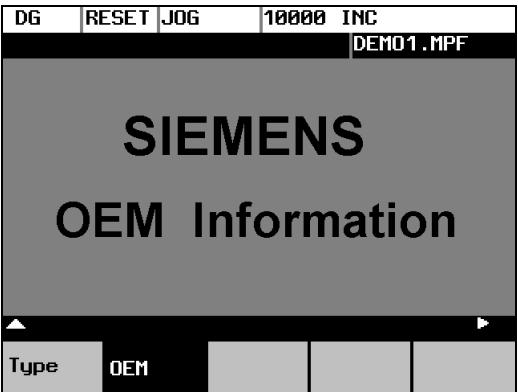 DG RESET JOG 10000 INC
DEMO1.MPF
SIEMENS
OEM Information
Type OEM